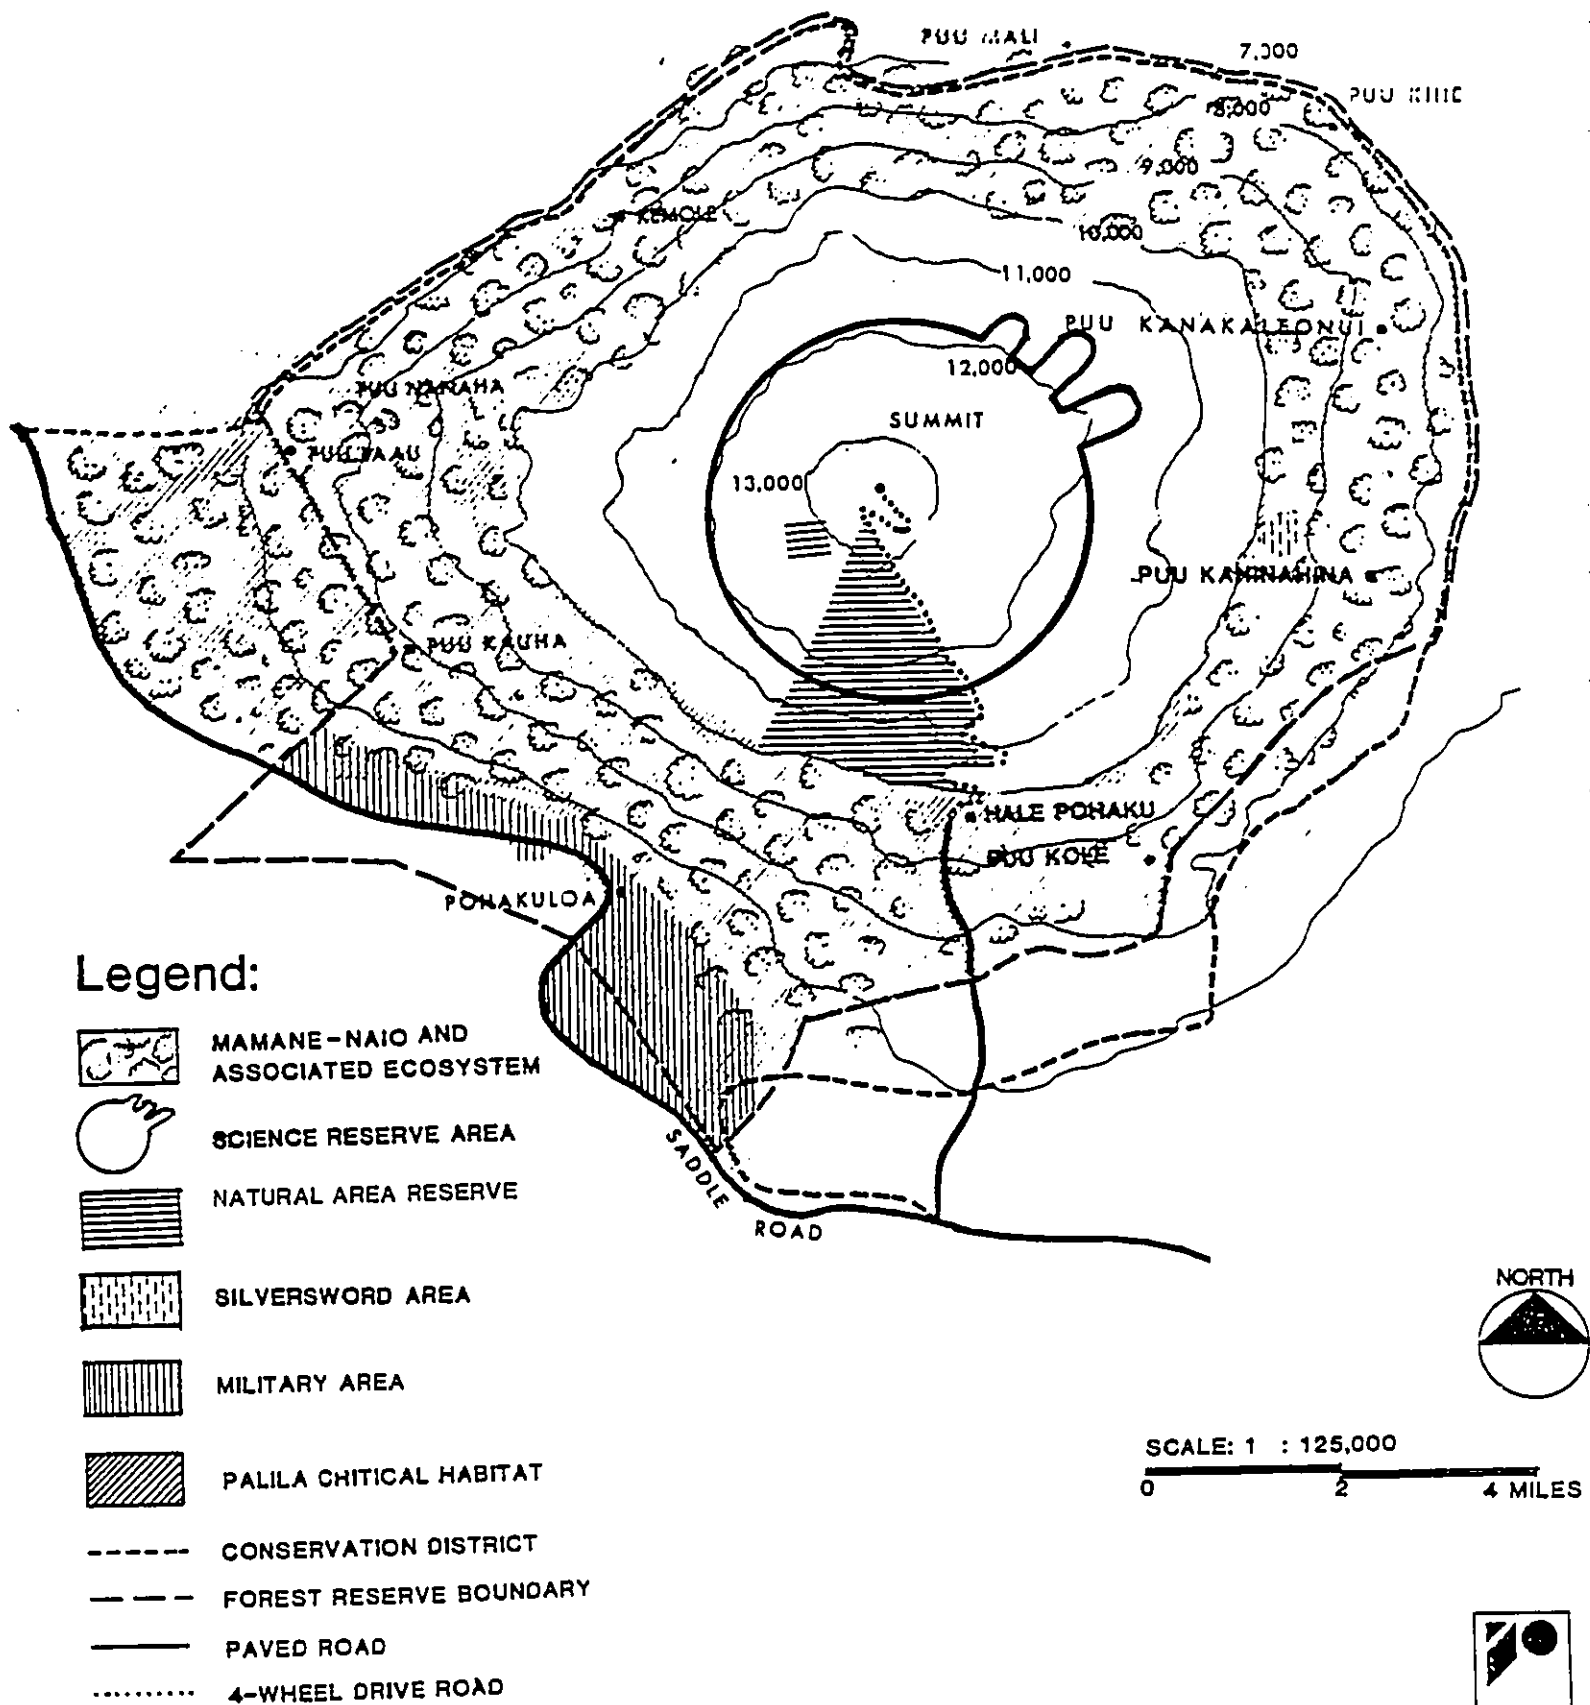 PUU MALI
7,000
PUU KIHE
8,000
9,000
KEMOLE
10,000
11,000
PUU KANAKALEONUI
12,000
PUU NANAHA
SUMMIT
PUU LAAU
13,000
PUU KAHINAHINA
PUU KAUHA
HALE POHAKU
PUU KOLE
POHAKULOA
SADDLE
ROAD
Legend:
MAMANE-NAIO AND
ASSOCIATED ECOSYSTEM
SCIENCE RESERVE AREA
NATURAL AREA RESERVE
SILVERSWORD AREA
MILITARY AREA
PALILA CHITICAL HABITAT
CONSERVATION DISTRICT
FOREST RESERVE BOUNDARY
PAVED ROAD
4-WHEEL DRIVE ROAD
NORTH
SCALE: 1 : 125,000
0 2 4 MILES